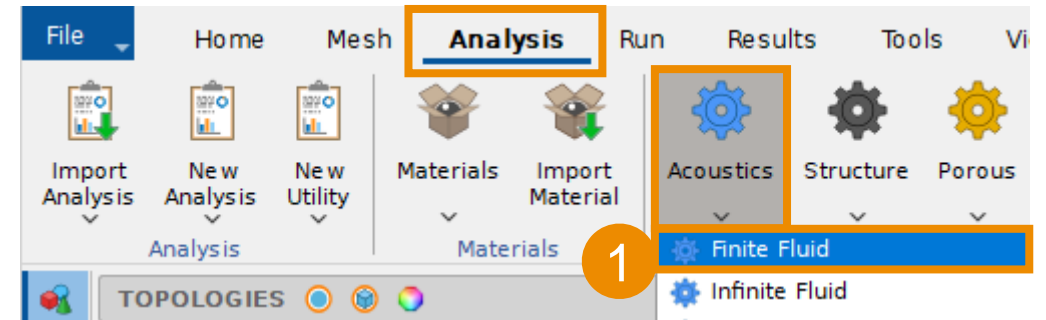 File Home Mesh Analysis Run Results Tools
Import Analysis
New Analysis
New Utility
Materials
Import Material
Acoustics
Structure
Porous
Analysis
Materials
1
Finite Fluid
Infinite Fluid
TOPOLOGIES